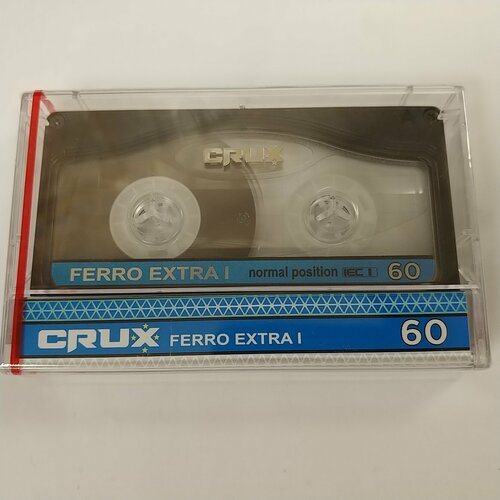 CRUX
FERRO EXTRA I normal position IEC I 60
CRUX FERRO EXTRA I 60